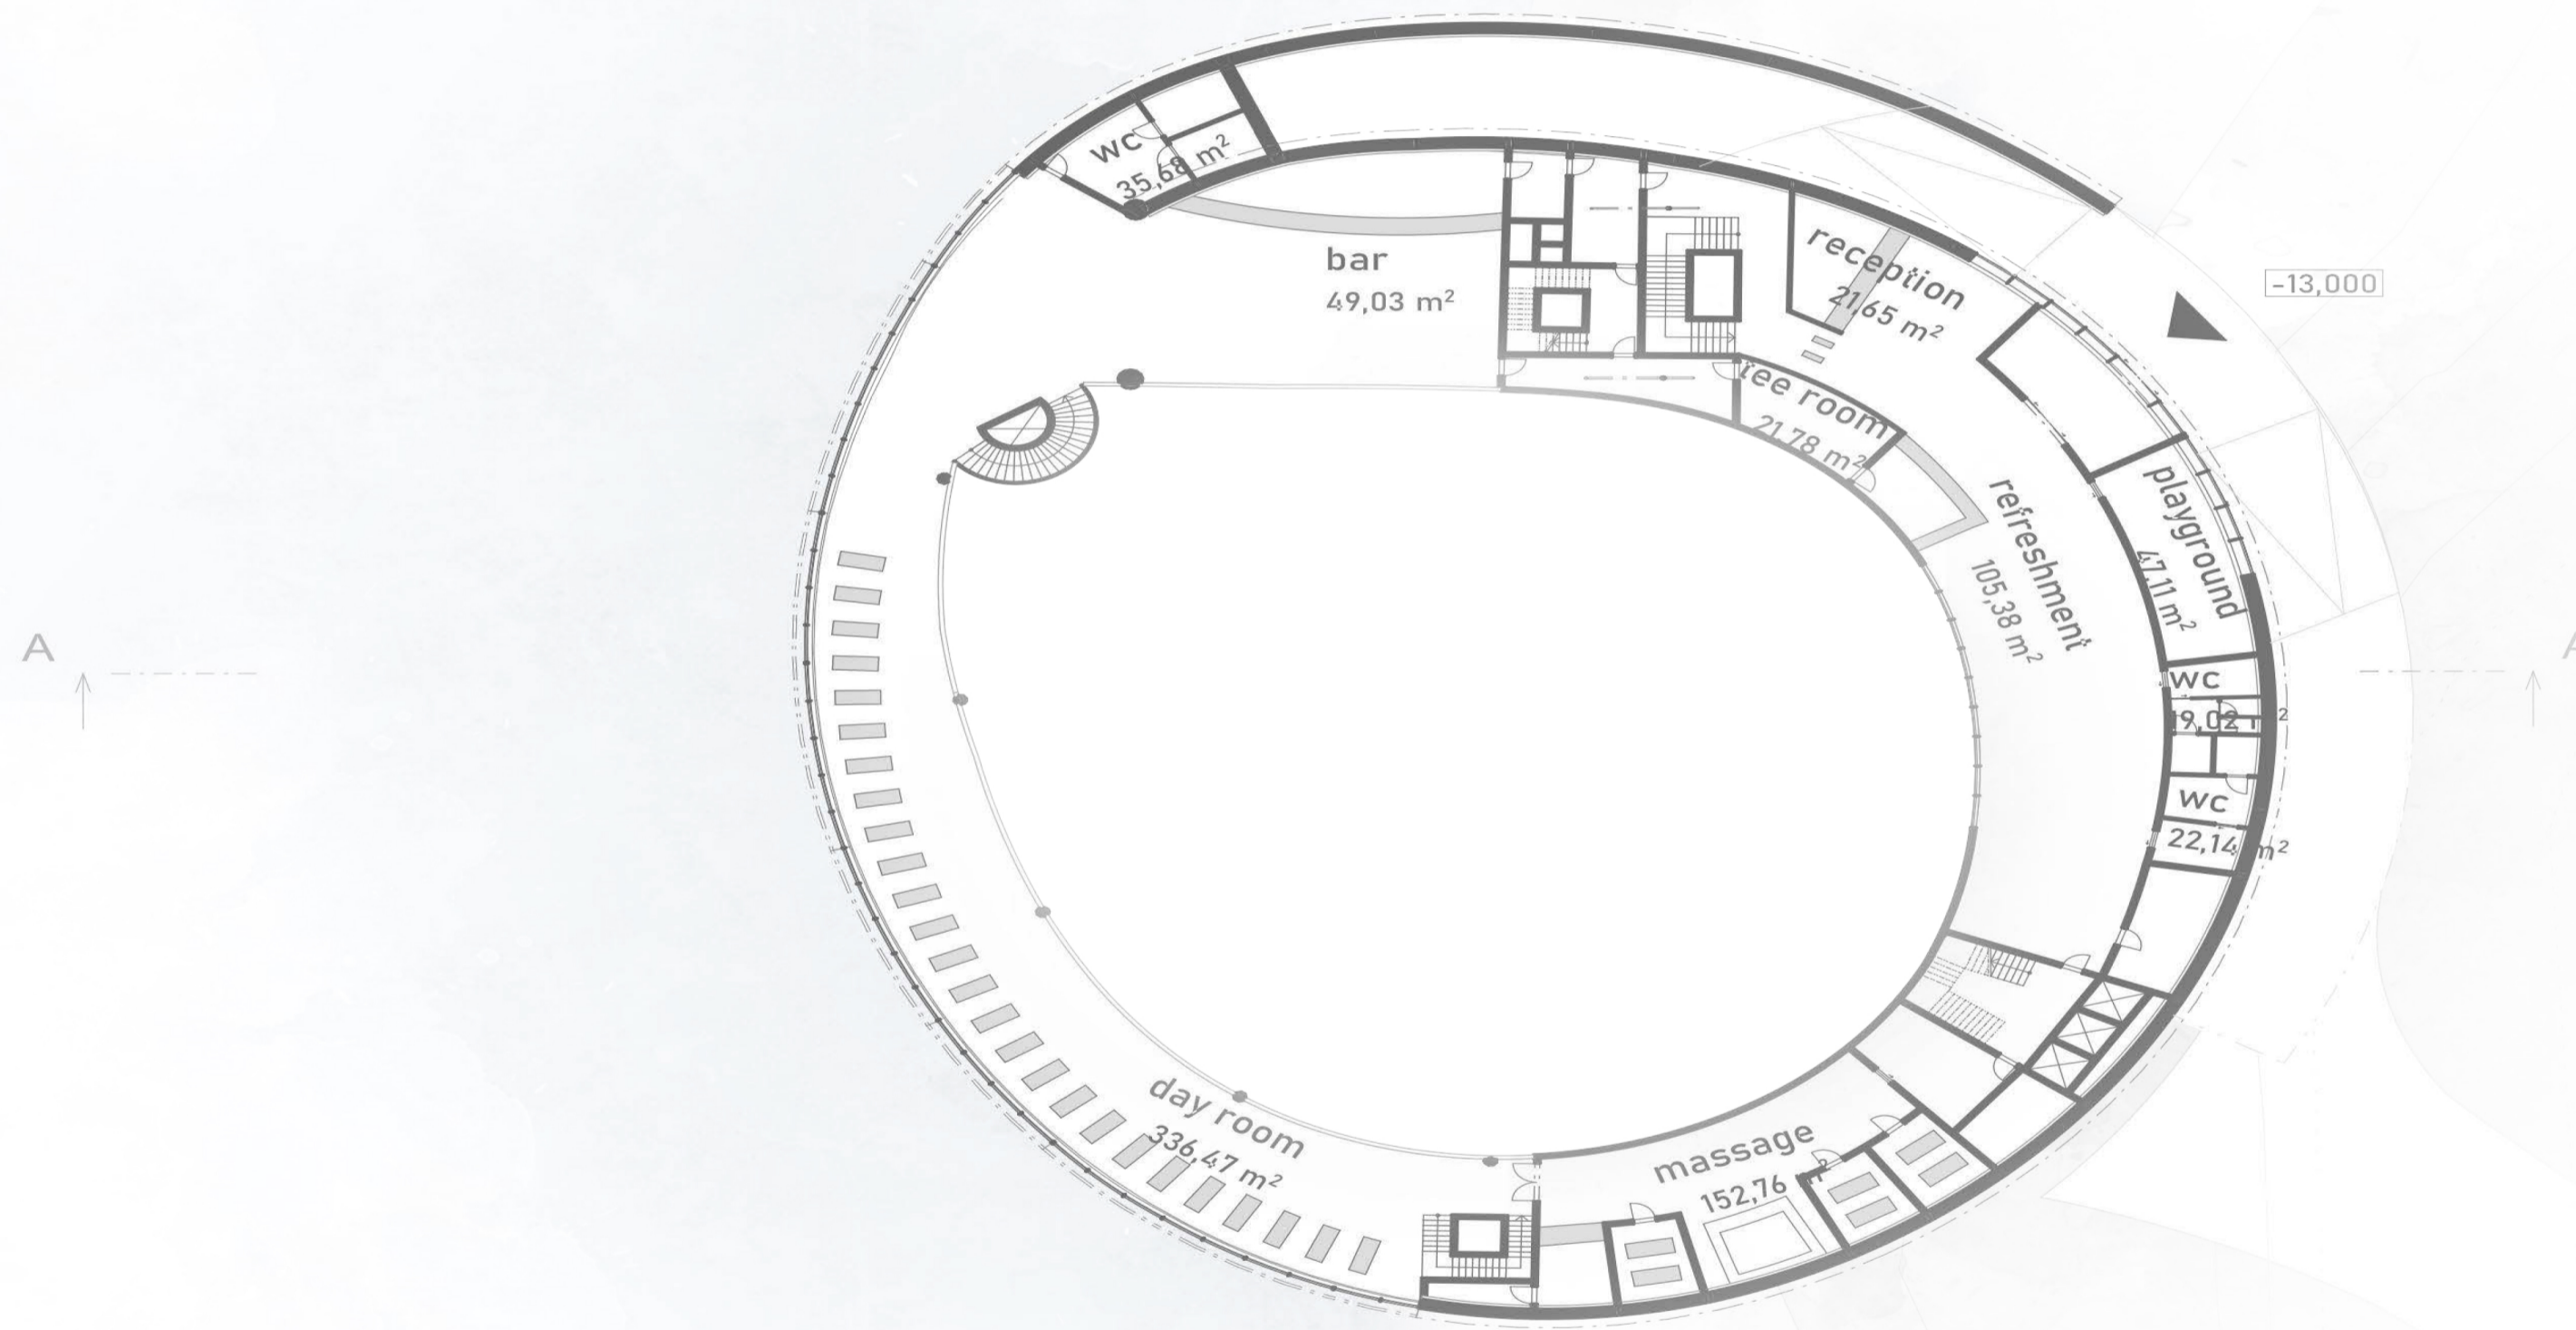 WC
35,68 m²
bar
49,03 m²
reception
21,65 m²
-13,000
tee room
21,78 m²
refreshment
105,38 m²
playground
47,11 m²
A
WC
19,02 m²
WC
22,14 m²
day room
336,47 m²
massage
152,76 m²